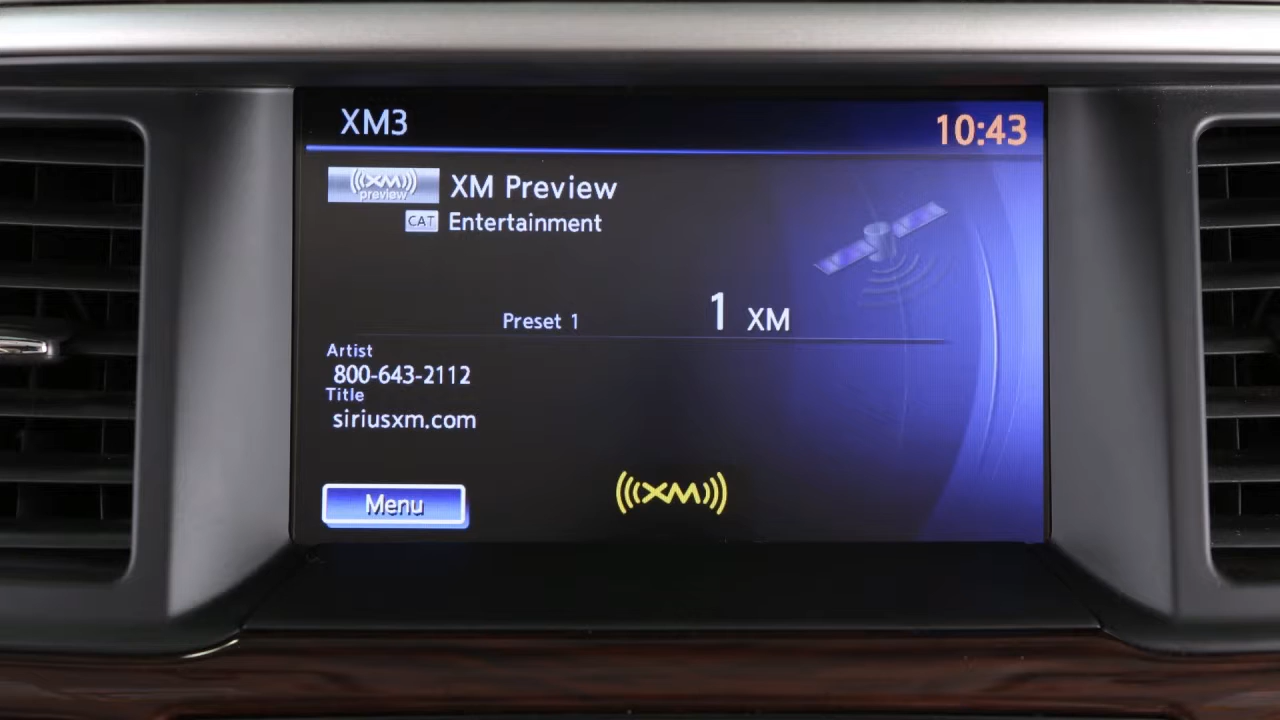 XM3
10:43
XM
preview
XM Preview
CAT Entertainment
Preset 1
1 XM
Artist
800-643-2112
Title
siriusxm.com
Menu
XM